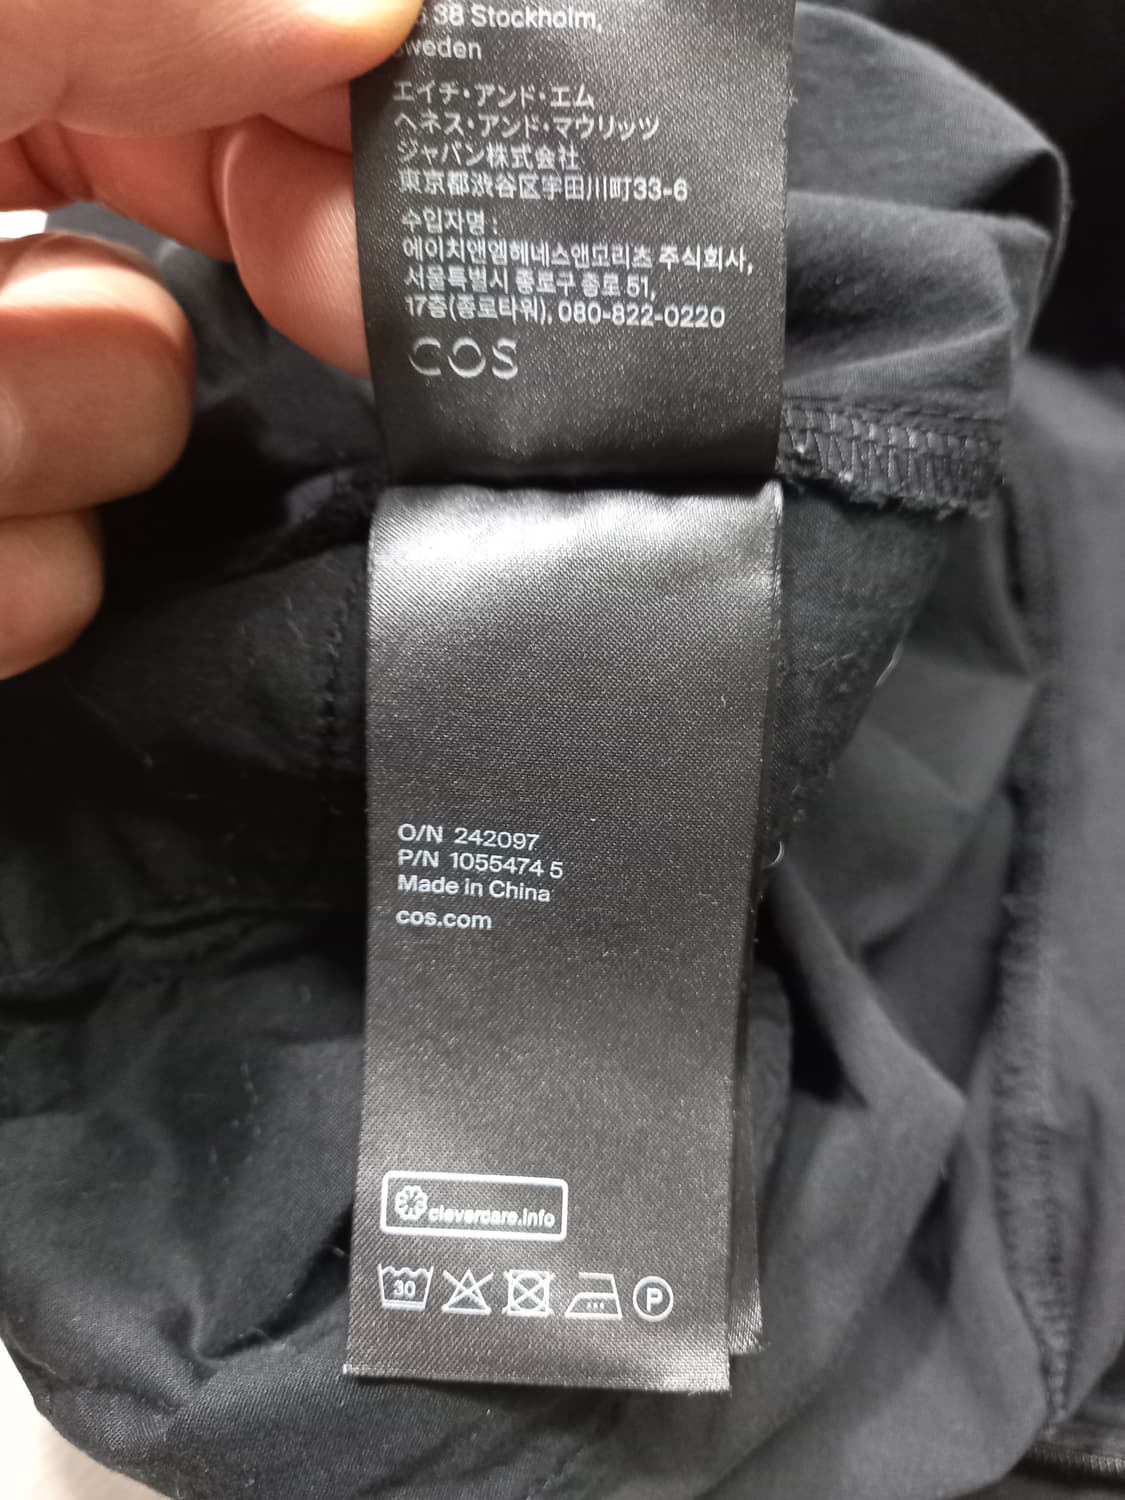 38 Stockholm,
Sweden
エイチ・アンド・エム
ヘネス・アンド・マウリッツ
ジャパン株式会社
東京都渋谷区宇田川町33-6
수입자명 :
에이치앤엠헤네스앤모리츠 주식회사,
서울특별시 종로구 종로 51,
17층(종로타워), 080-822-0220
COS
O/N 242097
P/N 1055474 5
Made in China
cos.com
clevercare.info
30
P